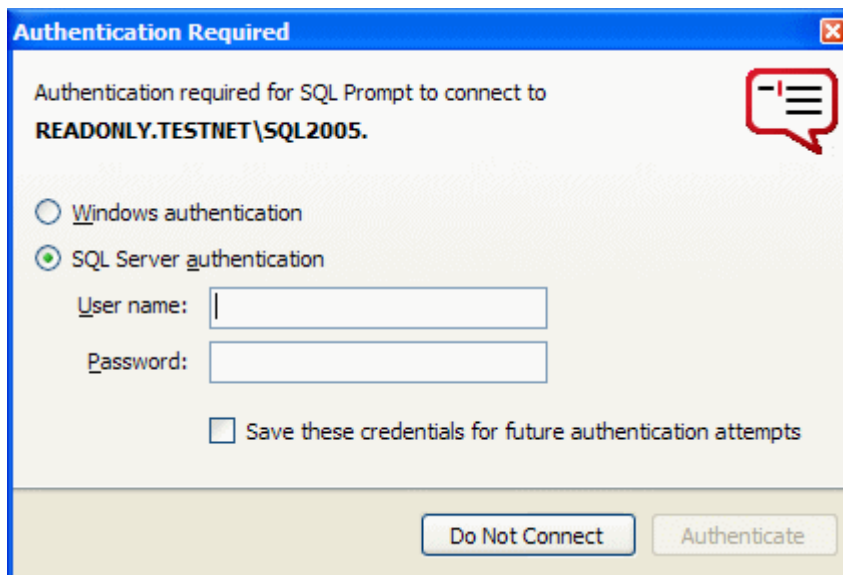 Authentication Required
Authentication required for SQL Prompt to connect to
READONLY.TESTNET\SQL2005.
Windows authentication
SQL Server authentication
User name:
Password:
Save these credentials for future authentication attempts
Do Not Connect
Authenticate